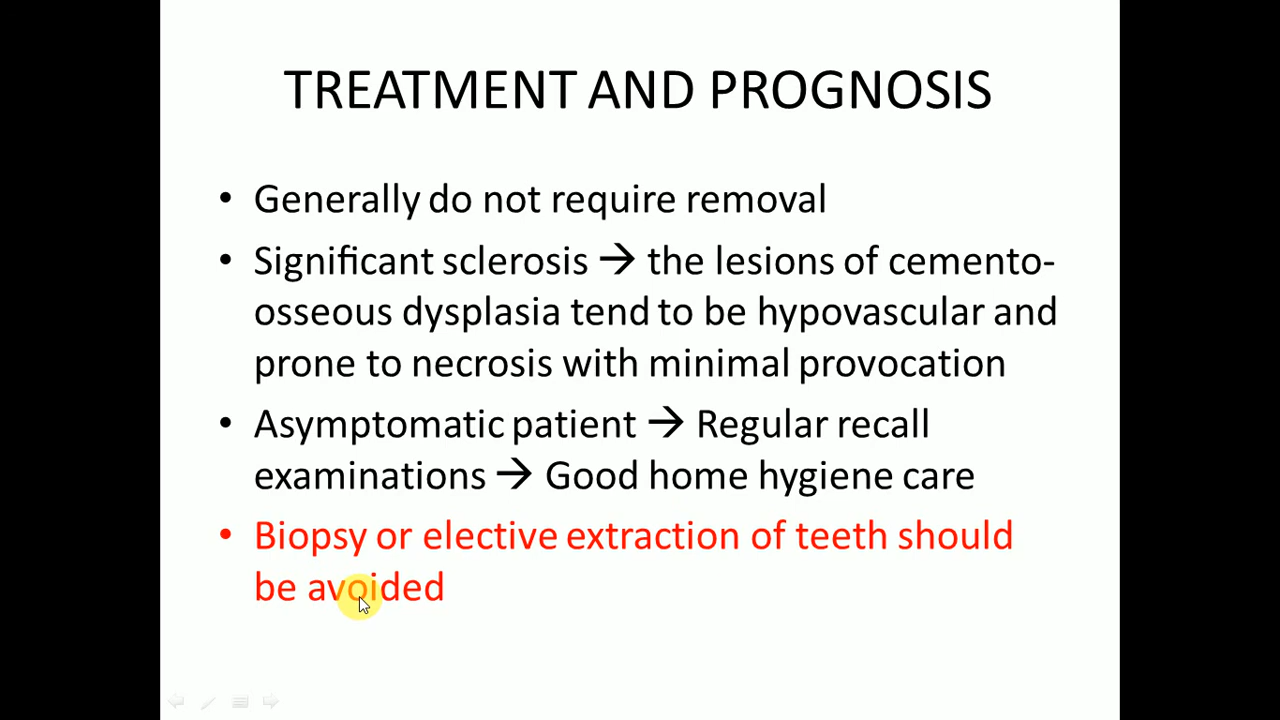 TREATMENT AND PROGNOSIS
• Generally do not require removal
• Significant sclerosis → the lesions of cemento-
osseous dysplasia tend to be hypovascular and
prone to necrosis with minimal provocation
• Asymptomatic patient → Regular recall
examinations → Good home hygiene care
• Biopsy or elective extraction of teeth should
be avoided